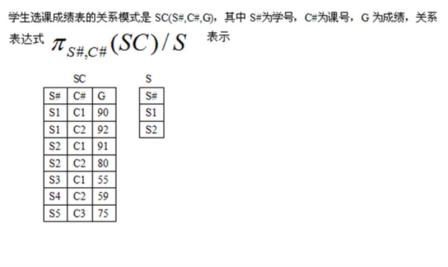 学生选课成绩表的关系模式是 SC(S#,C#,G)，其中 S#为学号，C#为课号，G 为成绩，关系
表达式 π_{S#,C#}(SC)/S 表示
SC S
S# C# G S#
S1 C1 90 S1
S1 C2 92 S2
S2 C1 91
S2 C2 80
S3 C1 55
S4 C2 59
S5 C3 75